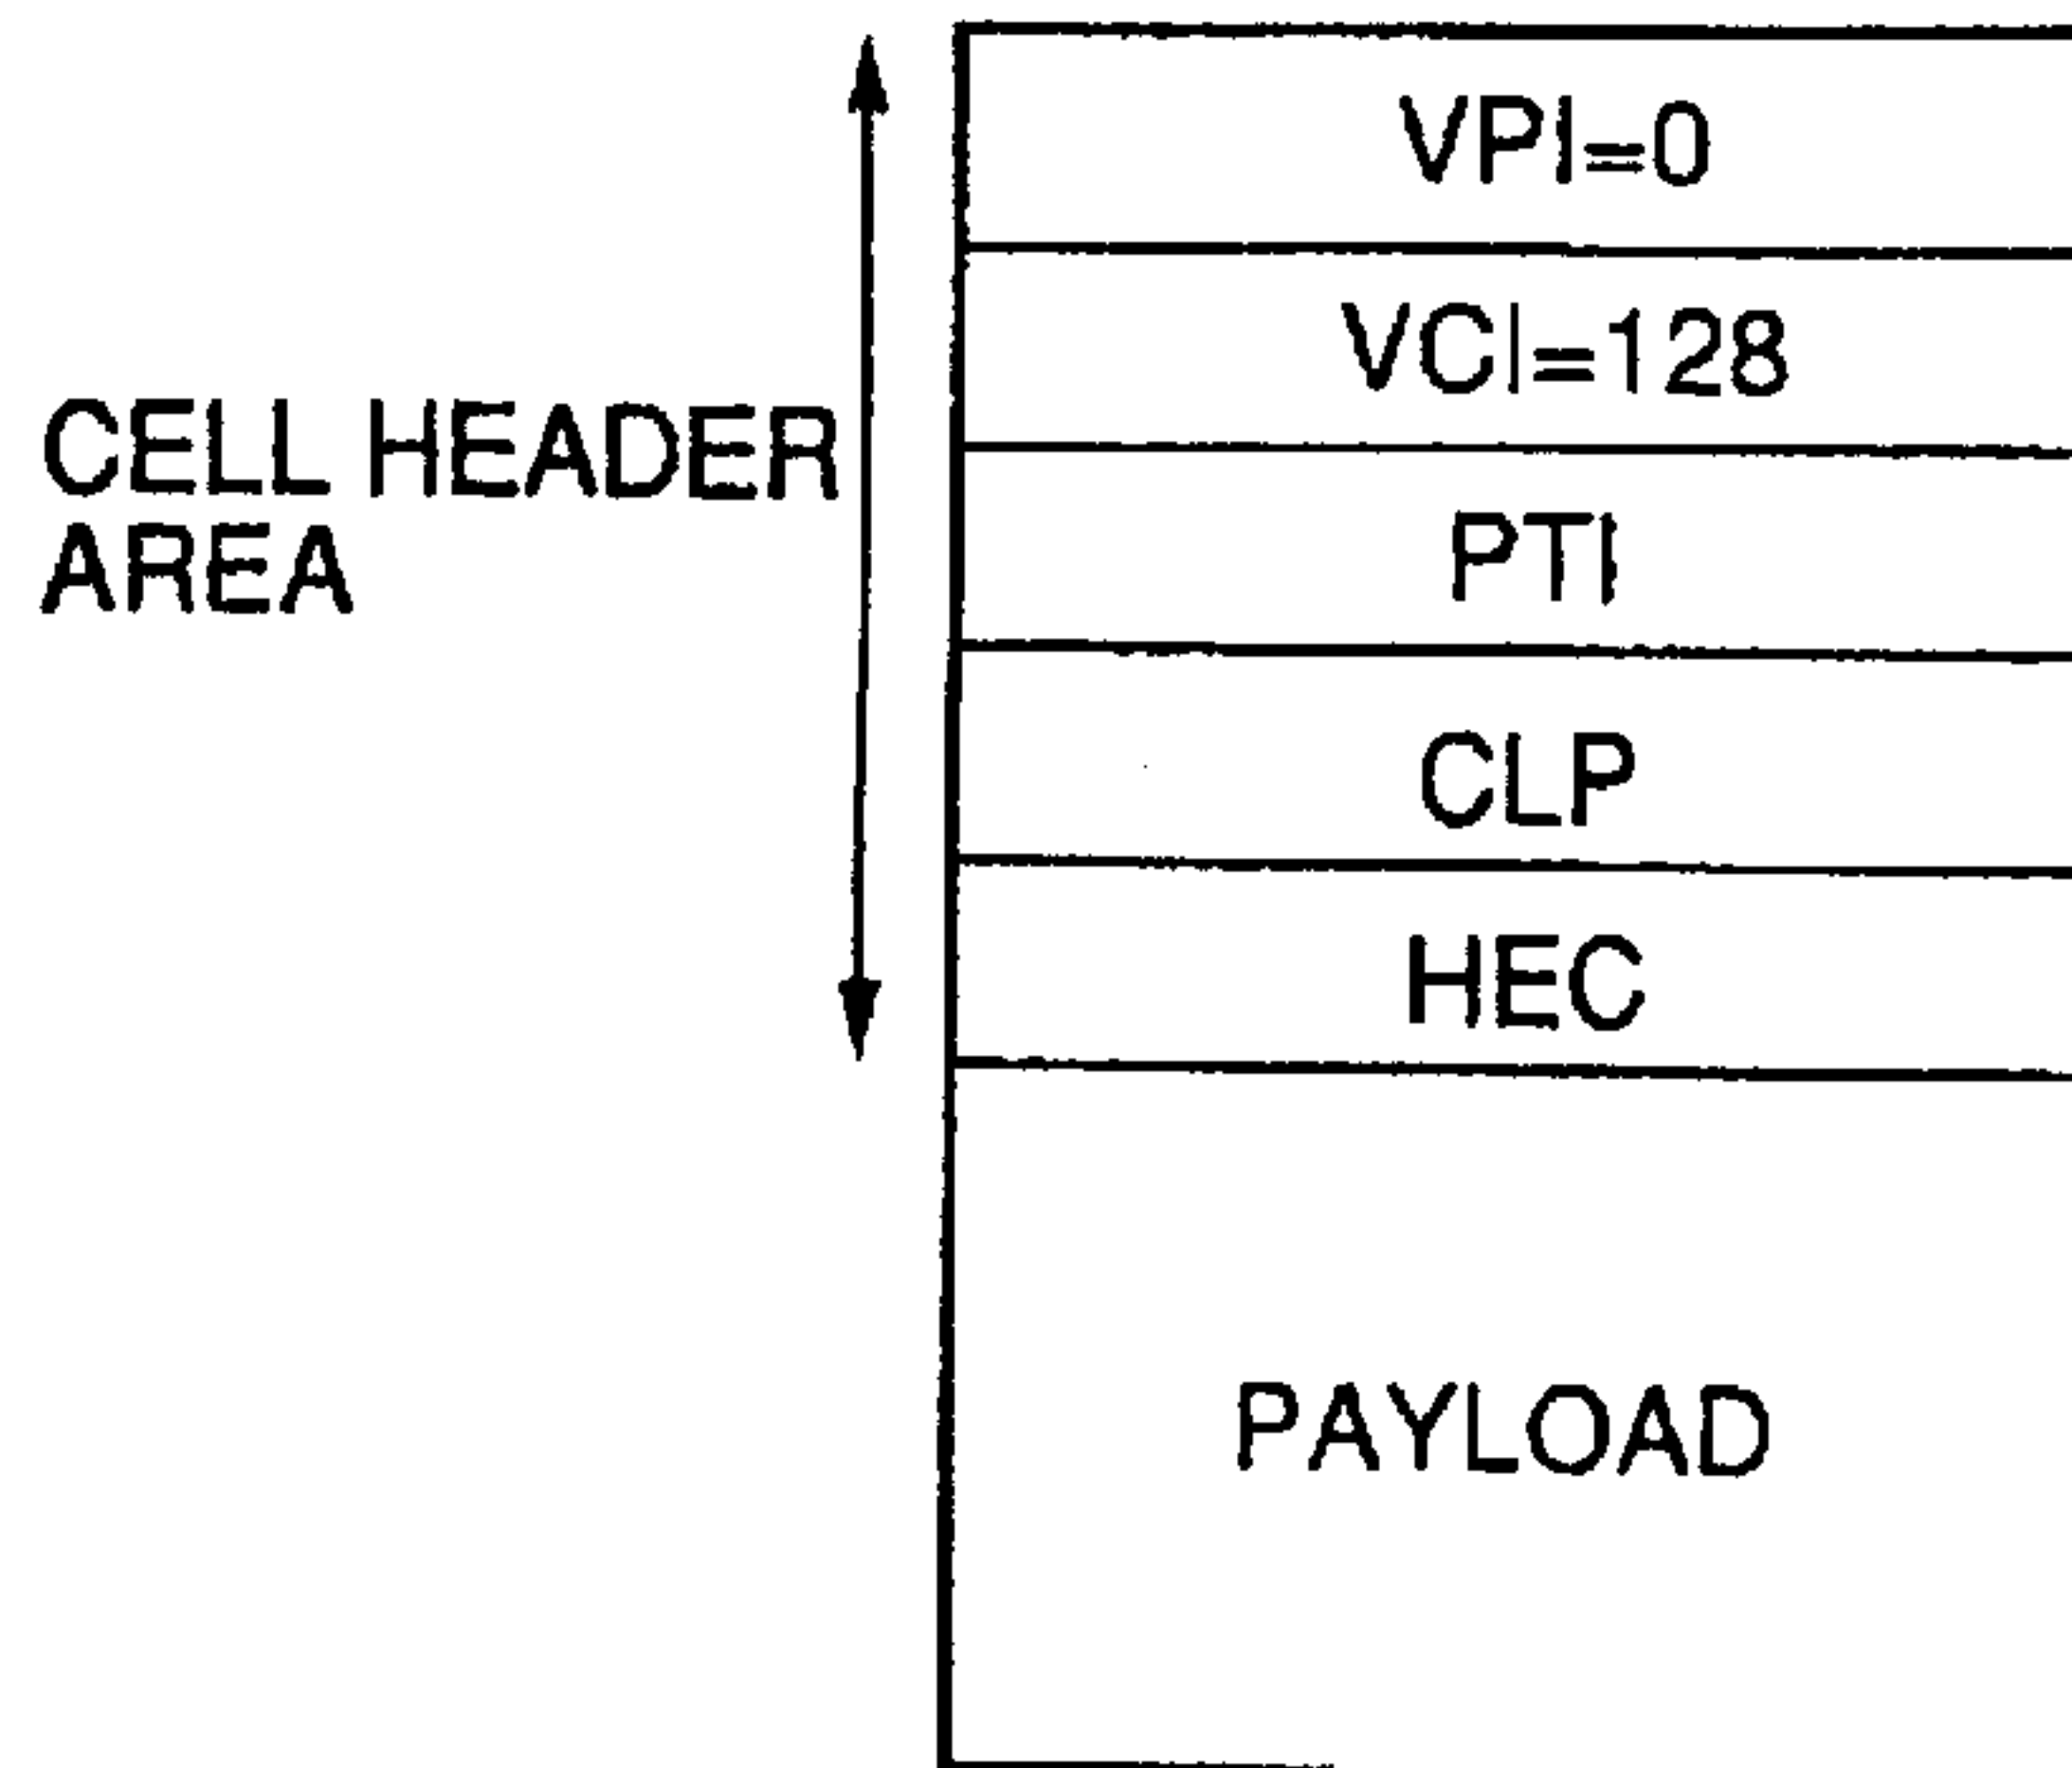 VPI=0
VCI=128
CELL HEADER
AREA
PTI
CLP
HEC
PAYLOAD